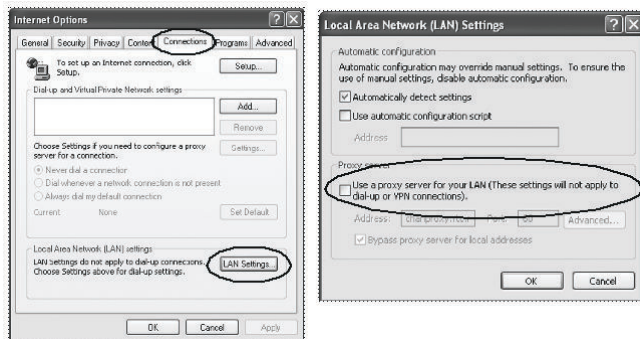 Internet Options
General Security Privacy Content Connections Programs Advanced
To set up an Internet connection, click
Setup.
Setup...
Dial-up and Virtual Private Network settings
Add...
Remove
Choose Settings if you need to configure a proxy
server for a connection.
Settings...
Never dial a connection
Dial whenever a network connection is not present
Always dial my default connection
Current None
Set Default
Local Area Network (LAN) settings
LAN Settings do not apply to dial-up connections.
Choose Settings above for dial-up settings.
LAN Settings...
OK Cancel Apply
Local Area Network (LAN) Settings
Automatic configuration
Automatic configuration may override manual settings. To ensure the
use of manual settings, disable automatic configuration.
Automatically detect settings
Use automatic configuration script
Address
Proxy server
Use a proxy server for your LAN (These settings will not apply to
dial-up or VPN connections).
Address: Port: 80 Advanced...
Bypass proxy server for local addresses
OK Cancel